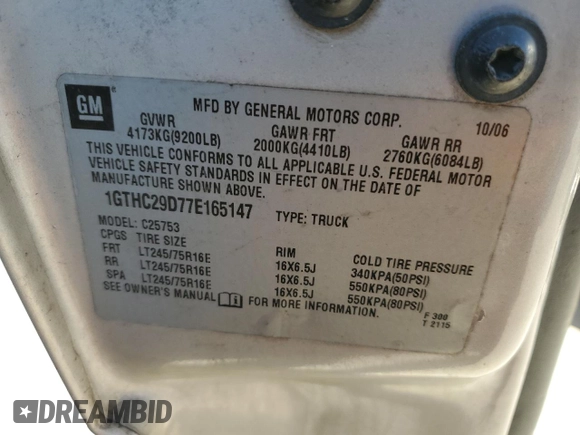 GM
MFD BY GENERAL MOTORS CORP. 10/06
GVWR GAWR FRT GAWR RR
4173KG(9200LB) 2000KG(4410LB) 2760KG(6084LB)
THIS VEHICLE CONFORMS TO ALL APPLICABLE U.S. FEDERAL MOTOR
VEHICLE SAFETY STANDARDS IN EFFECT ON THE DATE OF
MANUFACTURE SHOWN ABOVE.
1GTHC29D77E165147 TYPE: TRUCK
MODEL: C25753
CPGS TIRE SIZE RIM COLD TIRE PRESSURE
FRT LT245/75R16E 16X6.5J 340KPA(50PSI)
RR LT245/75R16E 16X6.5J 550KPA(80PSI)
SPA LT245/75R16E 16X6.5J 550KPA(80PSI)
SEE OWNER'S MANUAL FOR MORE INFORMATION.
F 300
T 2115
DREAMBID